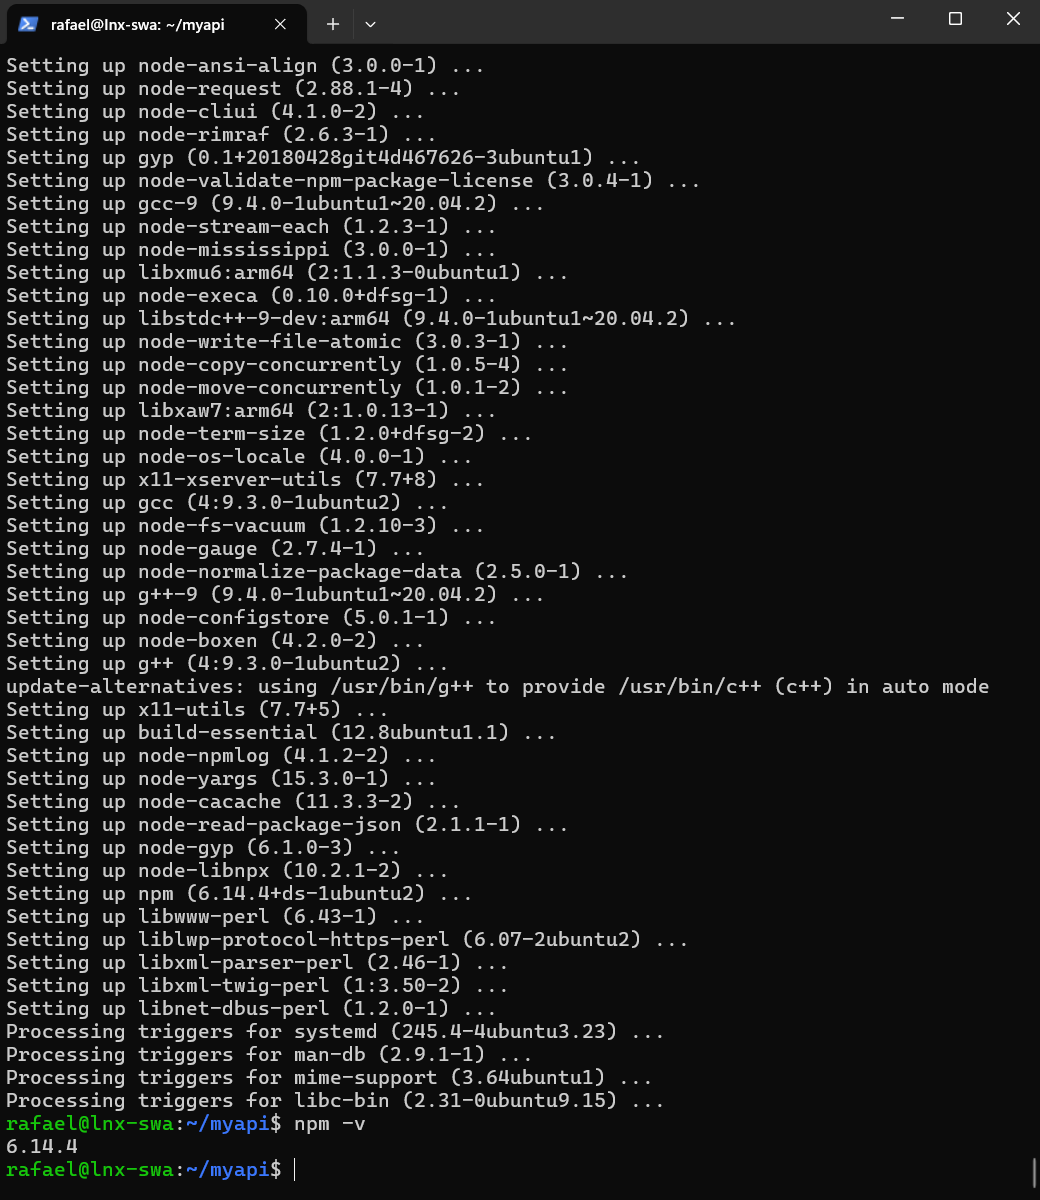 rafael@lnx-swa: ~/myapi
Setting up node-ansi-align (3.0.0-1) ...
Setting up node-request (2.88.1-4) ...
Setting up node-cliui (4.1.0-2) ...
Setting up node-rimraf (2.6.3-1) ...
Setting up gyp (0.1+20180428git4d467626-3ubuntu1) ...
Setting up node-validate-npm-package-license (3.0.4-1) ...
Setting up gcc-9 (9.4.0-1ubuntu1~20.04.2) ...
Setting up node-stream-each (1.2.3-1) ...
Setting up node-mississippi (3.0.0-1) ...
Setting up libxmu6:arm64 (2:1.1.3-0ubuntu1) ...
Setting up node-execa (0.10.0+dfsg-1) ...
Setting up libstdc++-9-dev:arm64 (9.4.0-1ubuntu1~20.04.2) ...
Setting up node-write-file-atomic (3.0.3-1) ...
Setting up node-copy-concurrently (1.0.5-4) ...
Setting up node-move-concurrently (1.0.1-2) ...
Setting up libxaw7:arm64 (2:1.0.13-1) ...
Setting up node-term-size (1.2.0+dfsg-2) ...
Setting up node-os-locale (4.0.0-1) ...
Setting up x11-xserver-utils (7.7+8) ...
Setting up gcc (4:9.3.0-1ubuntu2) ...
Setting up node-fs-vacuum (1.2.10-3) ...
Setting up node-gauge (2.7.4-1) ...
Setting up node-normalize-package-data (2.5.0-1) ...
Setting up g++-9 (9.4.0-1ubuntu1~20.04.2) ...
Setting up node-configstore (5.0.1-1) ...
Setting up node-boxen (4.2.0-2) ...
Setting up g++ (4:9.3.0-1ubuntu2) ...
update-alternatives: using /usr/bin/g++ to provide /usr/bin/c++ (c++) in auto mode
Setting up x11-utils (7.7+5) ...
Setting up build-essential (12.8ubuntu1.1) ...
Setting up node-npmlog (4.1.2-2) ...
Setting up node-yargs (15.3.0-1) ...
Setting up node-cacache (11.3.3-2) ...
Setting up node-read-package-json (2.1.1-1) ...
Setting up node-gyp (6.1.0-3) ...
Setting up node-libnpx (10.2.1-2) ...
Setting up npm (6.14.4+ds-1ubuntu2) ...
Setting up libwww-perl (6.43-1) ...
Setting up liblwp-protocol-https-perl (6.07-2ubuntu2) ...
Setting up libxml-parser-perl (2.46-1) ...
Setting up libxml-twig-perl (1:3.50-2) ...
Setting up libnet-dbus-perl (1.2.0-1) ...
Processing triggers for systemd (245.4-4ubuntu3.23) ...
Processing triggers for man-db (2.9.1-1) ...
Processing triggers for mime-support (3.64ubuntu1) ...
Processing triggers for libc-bin (2.31-0ubuntu9.15) ...
rafael@lnx-swa:~/myapi$ npm -v
6.14.4
rafael@lnx-swa:~/myapi$